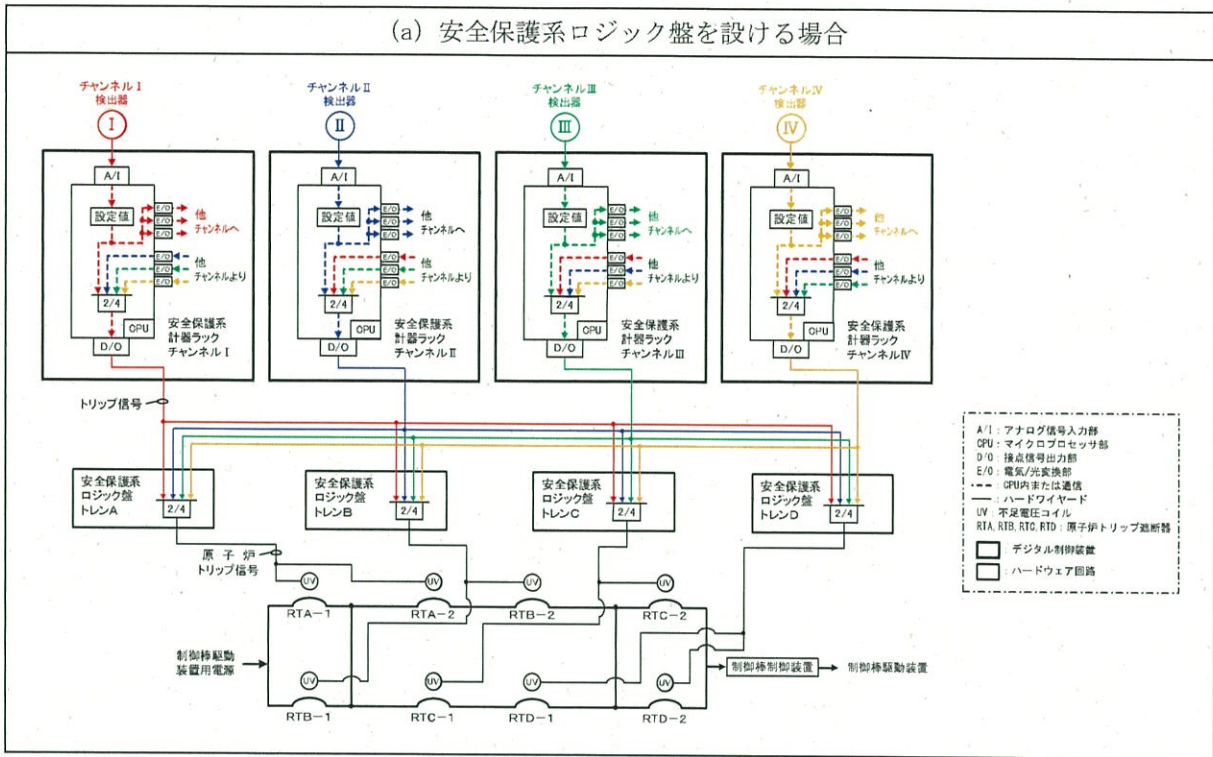 (a) 安全保護系ロジック盤を設ける場合
チャンネルⅠ
検出器
Ⅰ
A/I
設定値
E/O
E/O
E/O
他
チャンネルへ
E/O
E/O
E/O
他
チャンネルより
2/4
CPU
D/O
安全保護系
計器ラック
チャンネルⅠ
チャンネルⅡ
検出器
Ⅱ
A/I
設定値
E/O
E/O
E/O
他
チャンネルへ
E/O
E/O
E/O
他
チャンネルより
2/4
CPU
D/O
安全保護系
計器ラック
チャンネルⅡ
チャンネルⅢ
検出器
Ⅲ
A/I
設定値
E/O
E/O
E/O
他
チャンネルへ
E/O
E/O
E/O
他
チャンネルより
2/4
CPU
D/O
安全保護系
計器ラック
チャンネルⅢ
チャンネルⅣ
検出器
Ⅳ
A/I
設定値
E/O
E/O
E/O
他
チャンネルへ
E/O
E/O
E/O
他
チャンネルより
2/4
CPU
D/O
安全保護系
計器ラック
チャンネルⅣ
トリップ信号
安全保護系
ロジック盤
トレンA
2/4
安全保護系
ロジック盤
トレンB
2/4
安全保護系
ロジック盤
トレンC
2/4
安全保護系
ロジック盤
トレンD
2/4
原子炉
トリップ信号
UV
UV
UV
UV
RTA-1
RTA-2
RTB-2
RTC-2
制御棒駆動
装置用電源
UV
UV
UV
UV
RTB-1
RTC-1
RTD-1
RTD-2
制御棒制御装置
制御棒駆動装置
A/I：アナログ信号入力部
CPU：マイクロプロセッサ部
D/O：接点信号出力部
E/O：電気/光変換部
：CPU内または通信
：ハードワイヤード
UV：不足電圧コイル
RTA,RTB,RTC,RTD：原子炉トリップ遮断器
：デジタル制御装置
：ハードウェア回路